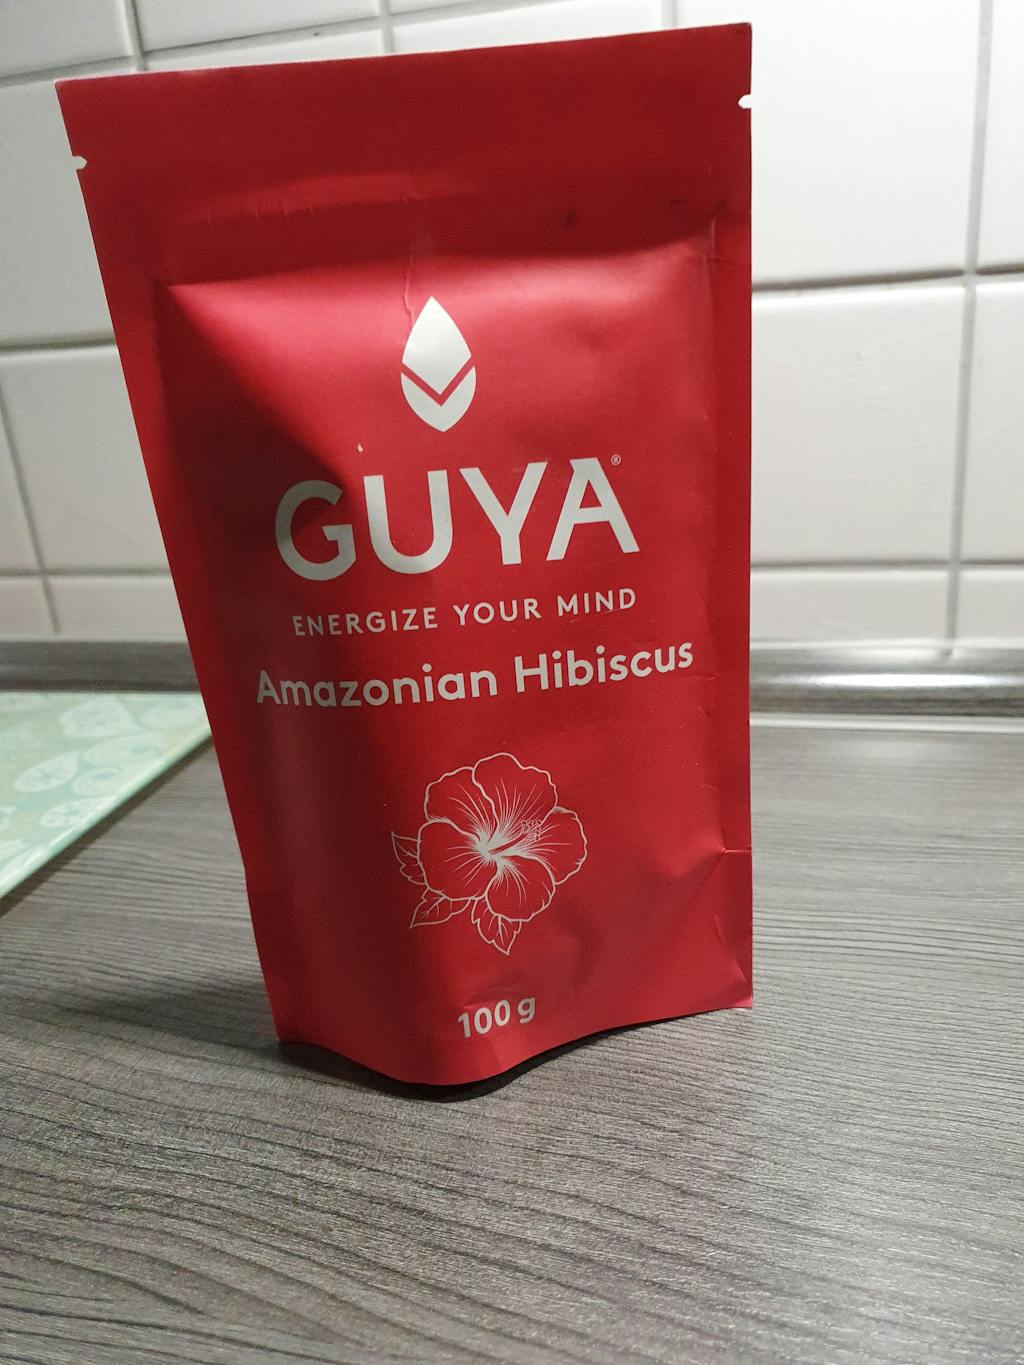 GUYA®
ENERGIZE YOUR MIND
Amazonian Hibiscus
100 g